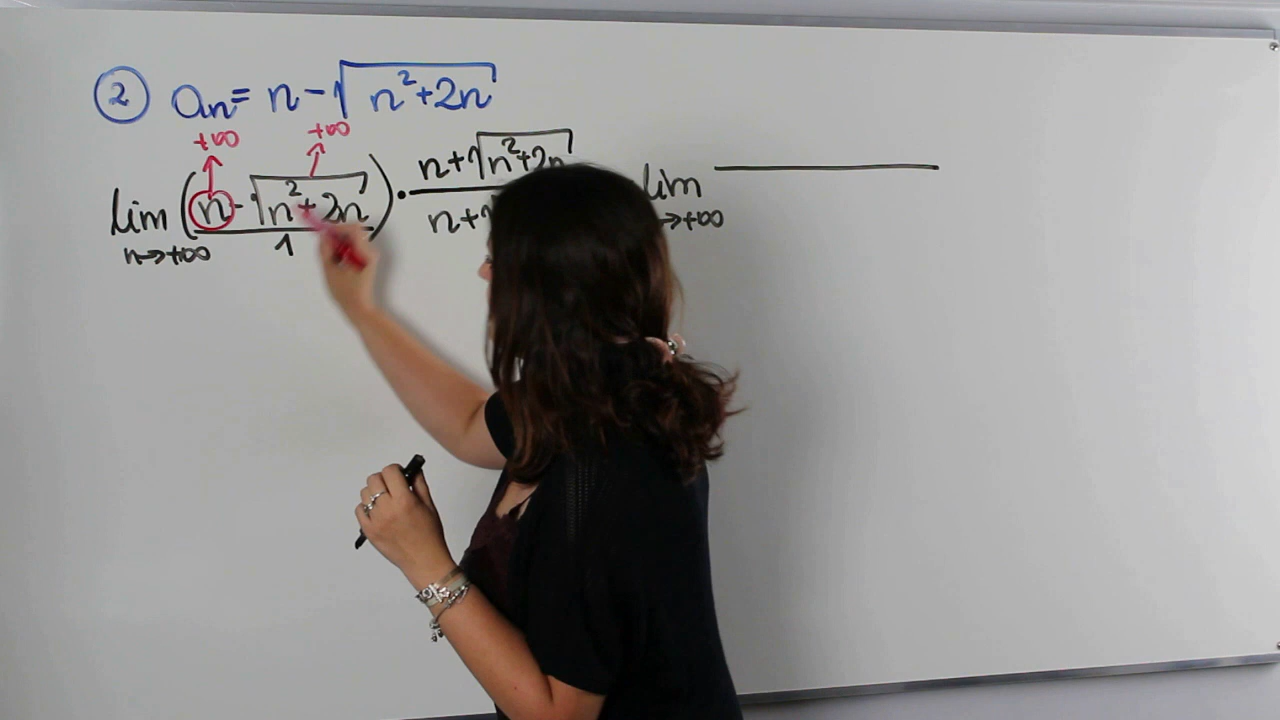 ② an = n - √(n²+2n)
+∞ +∞
lim n→+∞ (n - √(n²+2n) / 1) · n+√(n²+2n / n+√ lim →+∞